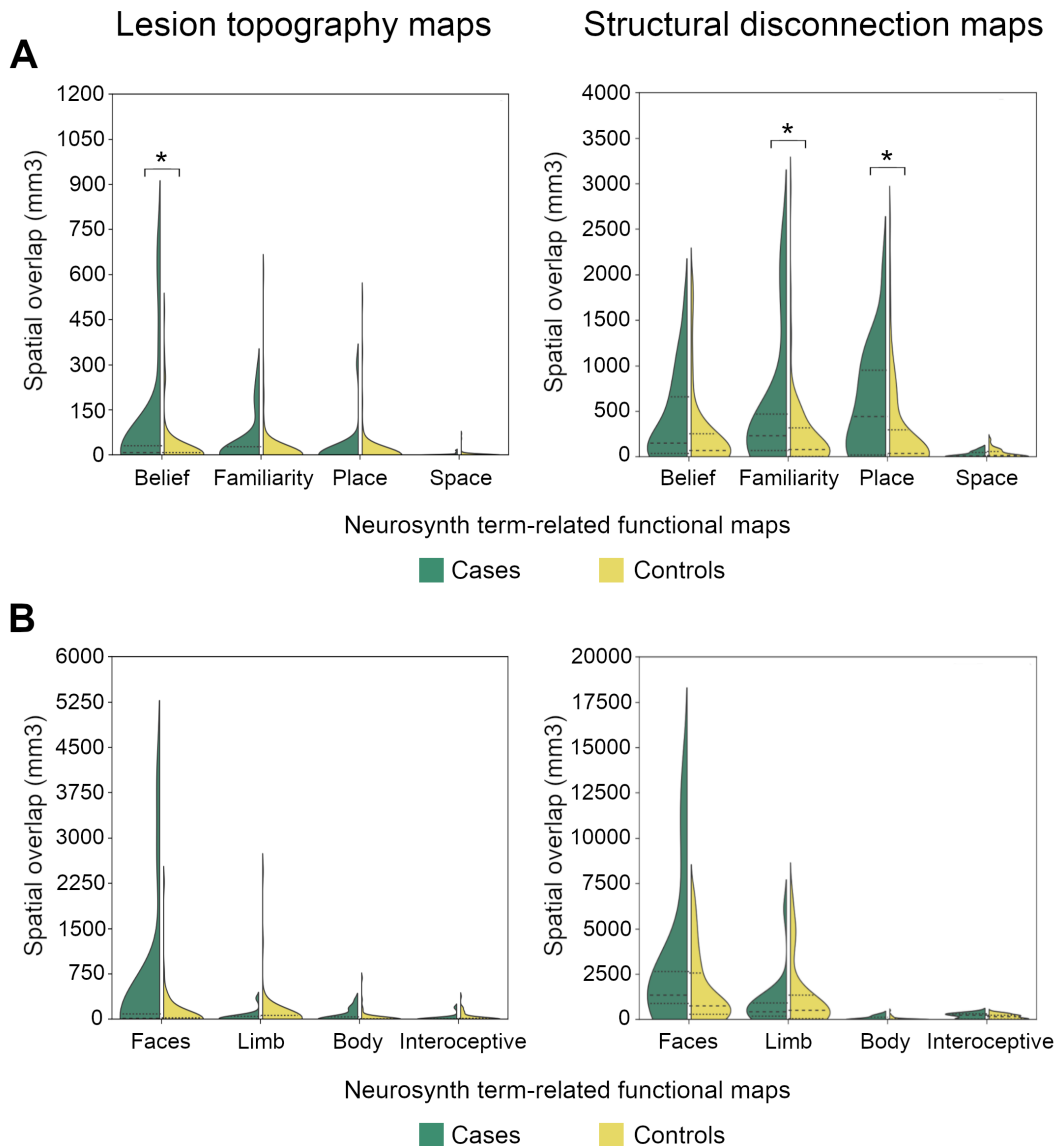 Lesion topography maps
Structural disconnection maps
A
1200
1050
900
750
600
450
300
150
0
Spatial overlap (mm3)
*
Belief Familiarity Place Space
4000
3500
3000
2500
2000
1500
1000
500
0
Spatial overlap (mm3)
*
*
Belief Familiarity Place Space
Neurosynth term-related functional maps
Cases Controls
B
6000
5250
4500
3750
3000
2250
1500
750
0
Spatial overlap (mm3)
Faces Limb Body Interoceptive
20000
17500
15000
12500
10000
7500
5000
2500
0
Spatial overlap (mm3)
Faces Limb Body Interoceptive
Neurosynth term-related functional maps
Cases Controls